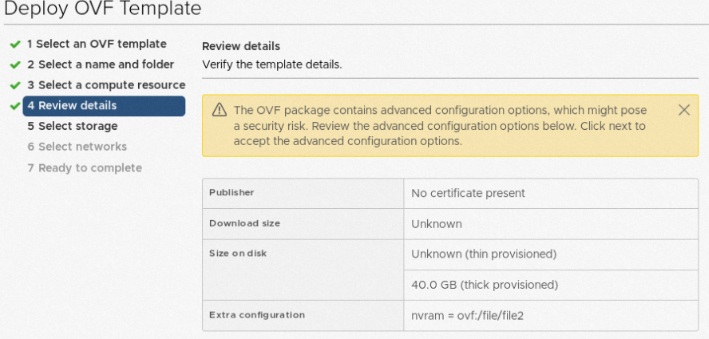 Deploy OVF Template
1 Select an OVF template
2 Select a name and folder
3 Select a compute resource
4 Review details
5 Select storage
6 Select networks
7 Ready to complete
Review details
Verify the template details.
The OVF package contains advanced configuration options, which might pose
a security risk. Review the advanced configuration options below. Click next to
accept the advanced configuration options.
Publisher
No certificate present
Download size
Unknown
Size on disk
Unknown (thin provisioned)
40.0 GB (thick provisioned)
Extra configuration
nvram = ovf:/file/file2